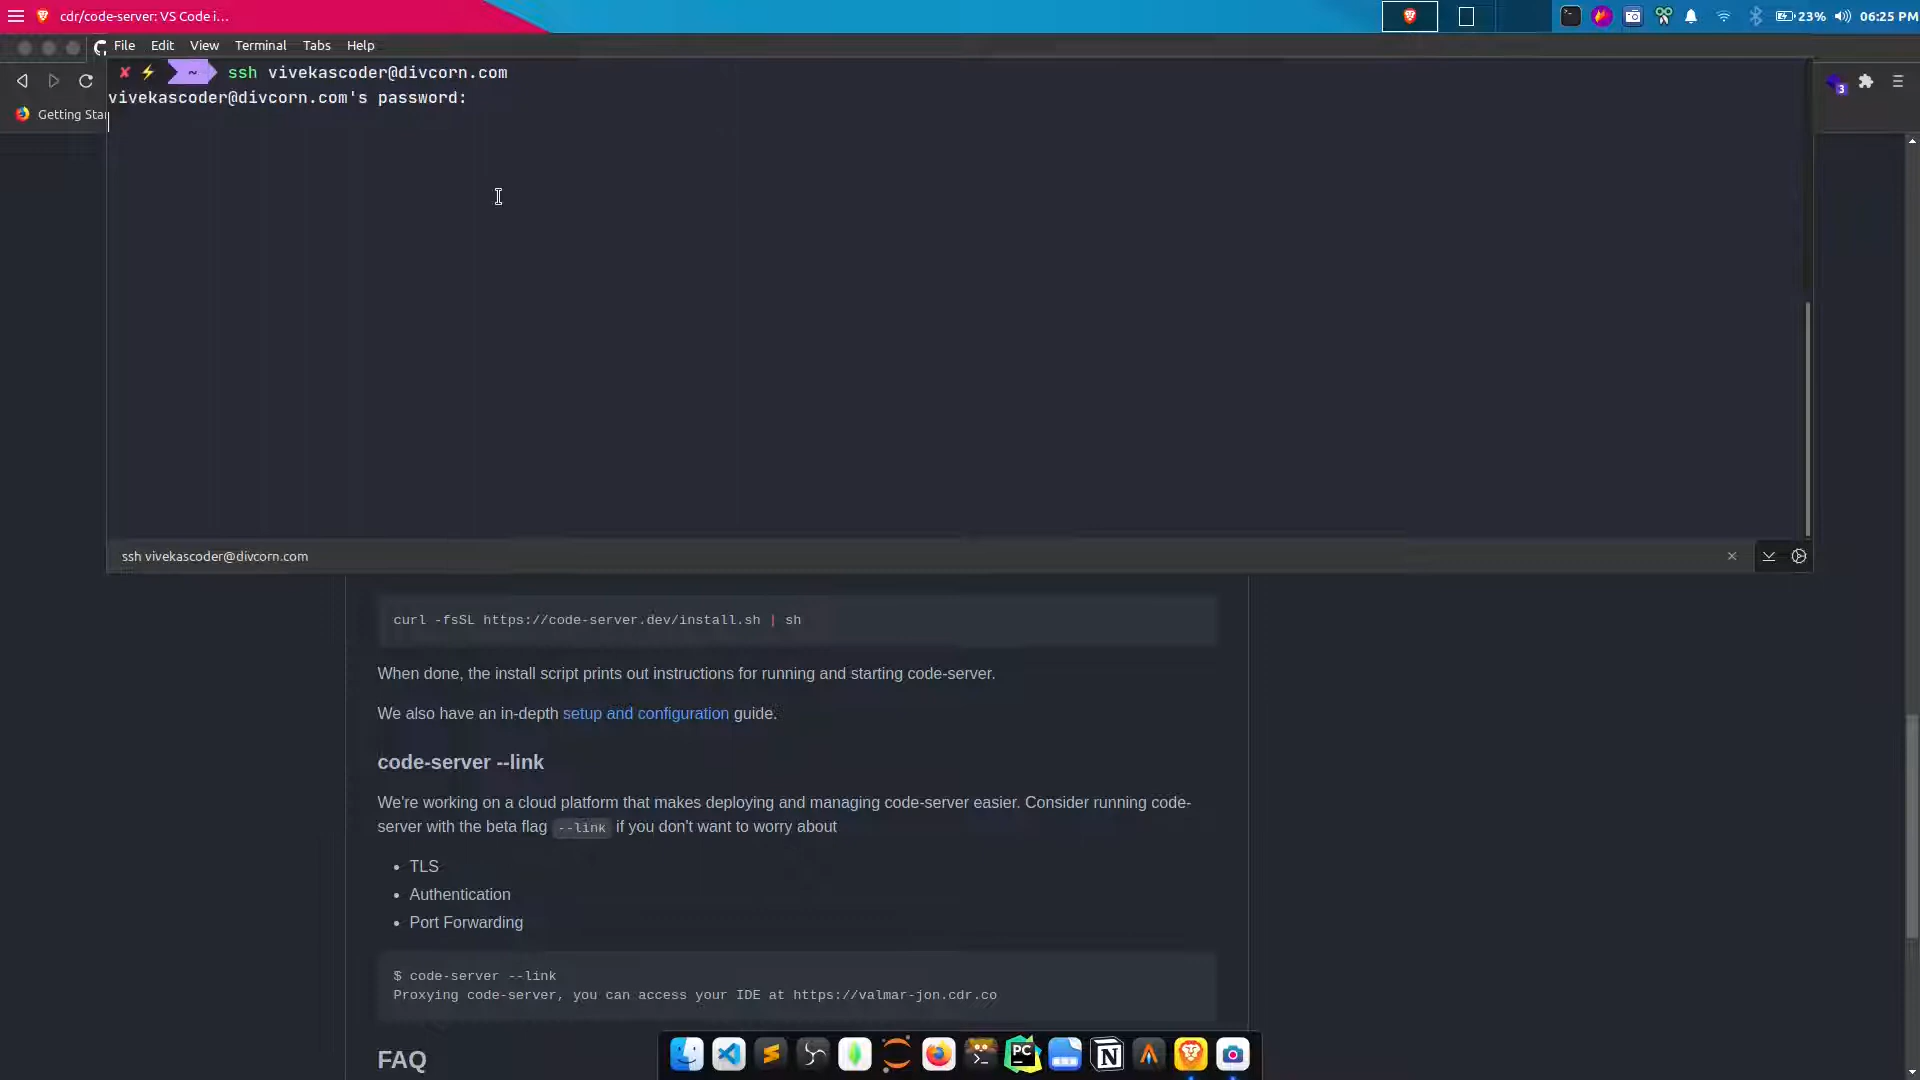 cdr/code-server: VS Code i...
23%
06:25 PM
File Edit View Terminal Tabs Help
~ ssh vivekascoder@divcorn.com
vivekascoder@divcorn.com's password:
Getting Star
3
ssh vivekascoder@divcorn.com
curl -fsSL https://code-server.dev/install.sh | sh
When done, the install script prints out instructions for running and starting code-server.
We also have an in-depth setup and configuration guide.
code-server --link
We're working on a cloud platform that makes deploying and managing code-server easier. Consider running code-
server with the beta flag --link if you don't want to worry about
• TLS
• Authentication
• Port Forwarding
$ code-server --link
Proxying code-server, you can access your IDE at https://valmar-jon.cdr.co
FAQ
PC
N